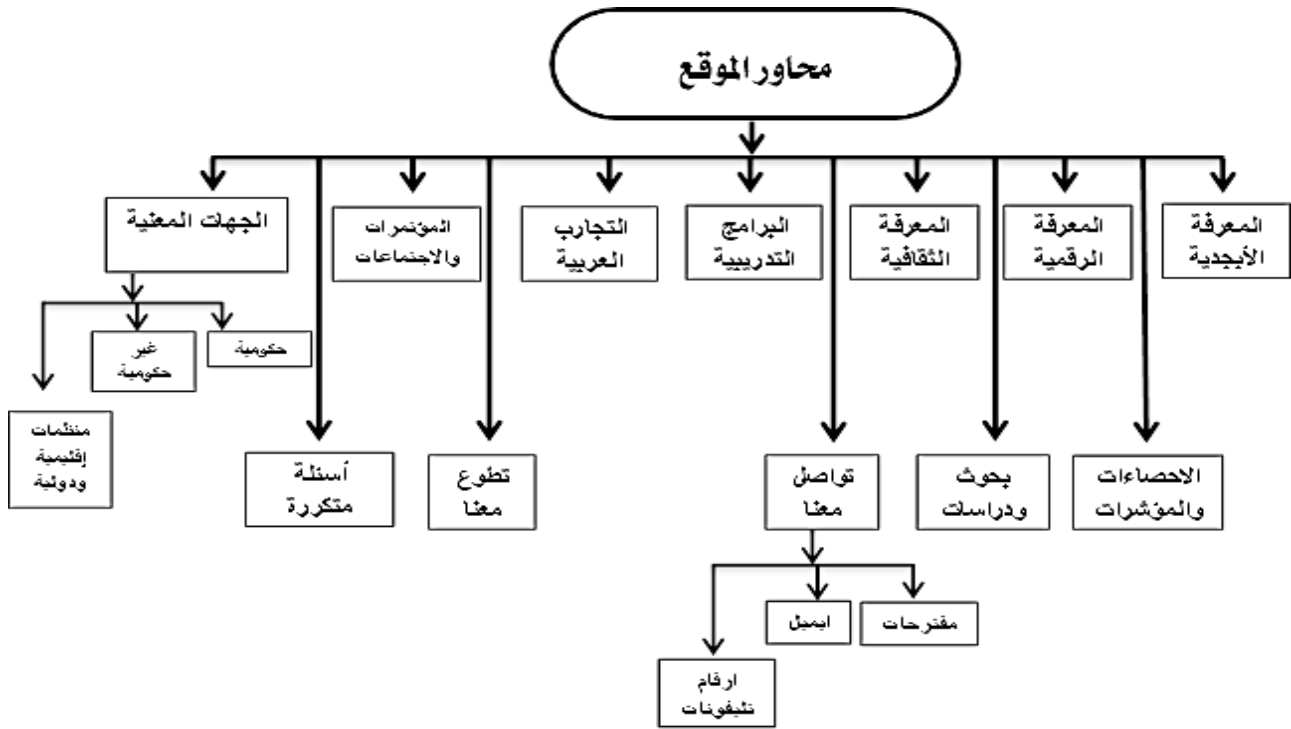 محاور الموقع
المعرفة
الأبجدية
المعرفة
الرقمية
المعرفة
الثقافية
البرامج
التدريبية
التجارب
العربية
المؤتمرات
والاجتماعات
الجهات المعنية
حكومية
غير
حكومية
منظمات
إقليمية
ودولية
الاحصاءات
والمؤشرات
بحوث
ودراسات
تواصل
معنا
تطوع
معنا
أسئلة
متكررة
مقترحات
ايميل
ارقام
تليفونات